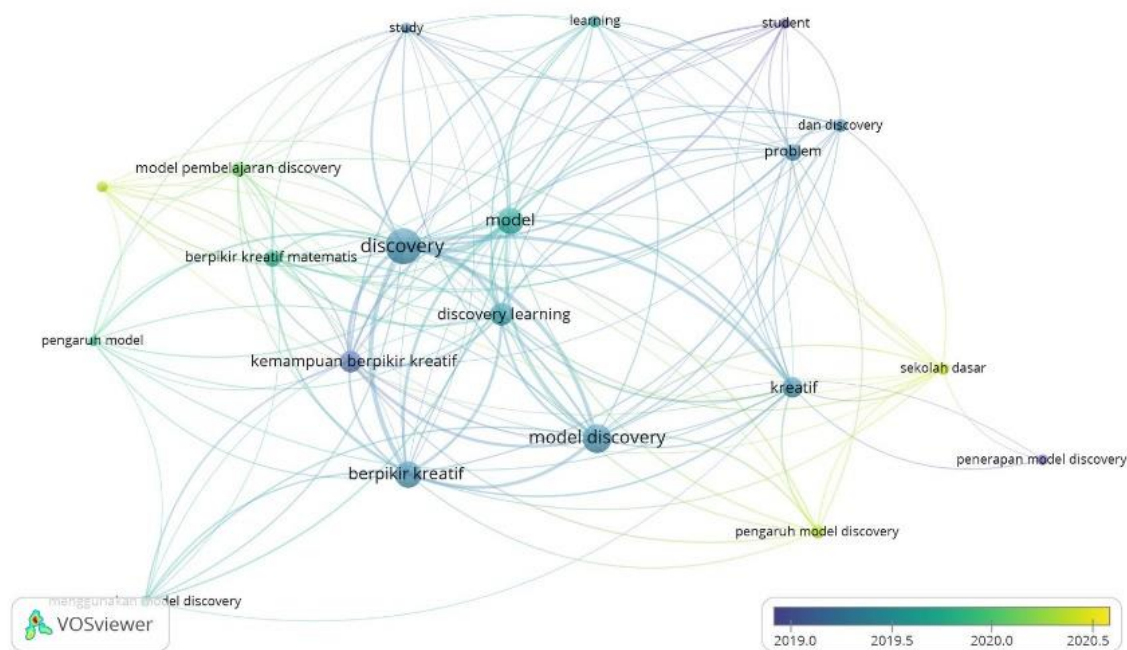 study
learning
student
dan discovery
problem
model pembelajaran discovery
model
discovery
berpikir kreatif matematis
discovery learning
pengaruh model
kemampuan berpikir kreatif
sekolah dasar
kreatif
model discovery
penerapan model discovery
berpikir kreatif
pengaruh model discovery
menggunakan model discovery
VOSviewer
2019.0 2019.5 2020.0 2020.5